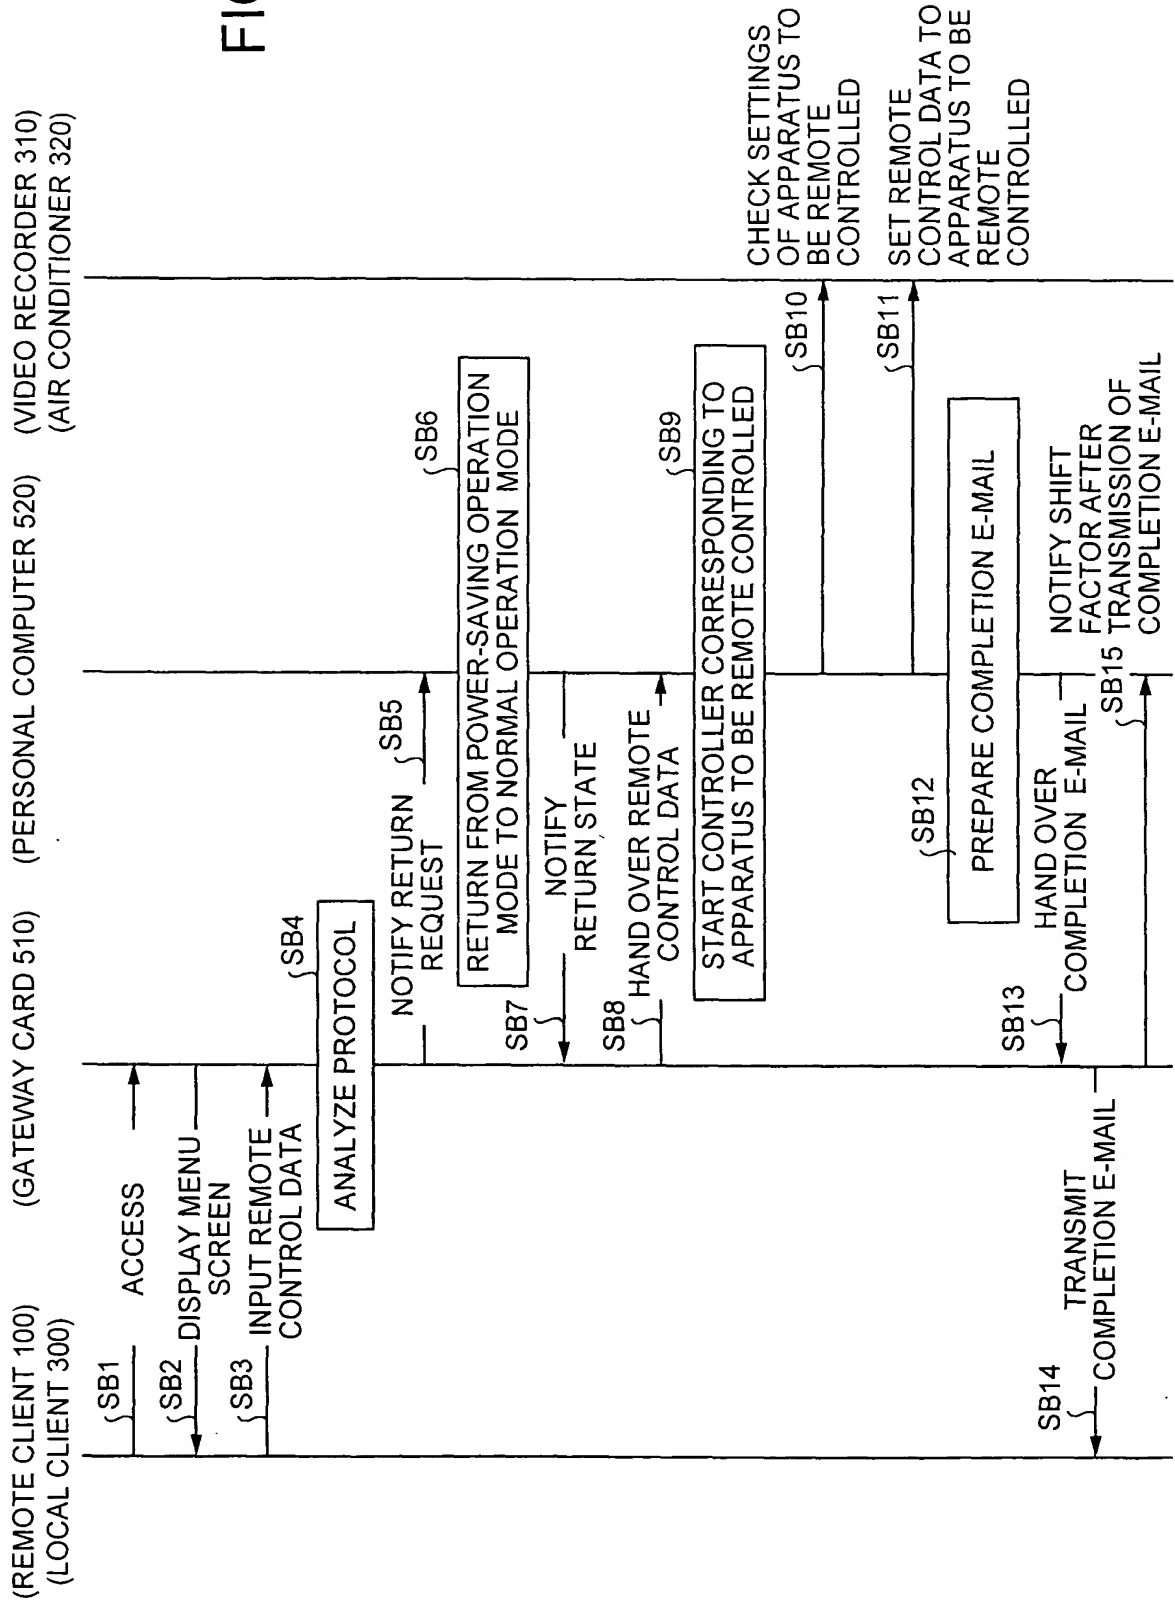 FIG
(REMOTE CLIENT 100)
(LOCAL CLIENT 300)
(GATEWAY CARD 510)
(PERSONAL COMPUTER 520)
(VIDEO RECORDER 310)
(AIR CONDITIONER 320)
SB1
ACCESS
SB2
DISPLAY MENU
SCREEN
SB3
INPUT REMOTE
CONTROL DATA
SB4
ANALYZE PROTOCOL
NOTIFY RETURN
REQUEST
SB5
SB6
RETURN FROM POWER-SAVING OPERATION
MODE TO NORMAL OPERATION MODE
SB7
NOTIFY
RETURN STATE
SB8
HAND OVER REMOTE
CONTROL DATA
SB9
START CONTROLLER CORRESPONDING TO
APPARATUS TO BE REMOTE CONTROLLED
SB10
CHECK SETTINGS
OF APPARATUS TO
BE REMOTE
CONTROLLED
SB11
SET REMOTE
CONTROL DATA TO
APPARATUS TO BE
REMOTE
CONTROLLED
SB12
PREPARE COMPLETION E-MAIL
SB13
HAND OVER
COMPLETION E-MAIL
SB14
TRANSMIT
COMPLETION E-MAIL
SB15
NOTIFY SHIFT
FACTOR AFTER
TRANSMISSION OF
COMPLETION E-MAIL